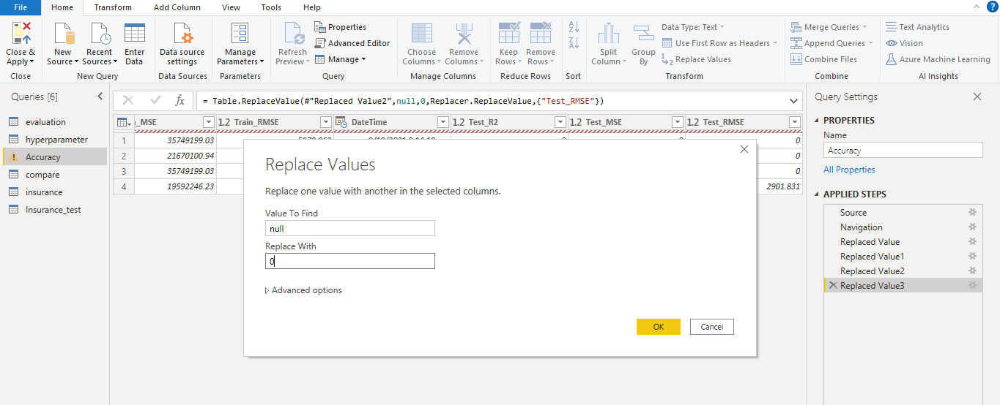 File Home Transform Add Column View Tools Help
Close & Apply
New Source
Recent Sources
Enter Data
Data source settings
Manage Parameters
Refresh Preview
Properties
Advanced Editor
Manage
Choose Columns
Remove Columns
Keep Rows
Remove Rows
Split Column
Group By
Data Type: Text
Use First Row as Headers
Replace Values
Merge Queries
Append Queries
Combine Files
Text Analytics
Vision
Azure Machine Learning
Close New Query Data Sources Parameters Query Manage Columns Reduce Rows Sort Transform Combine AI Insights
Queries [6]
evaluation
hyperparameter
Accuracy
compare
insurance
Insurance_test
fx = Table.ReplaceValue(#"Replaced Value2",null,0,Replacer.ReplaceValue,{"Test_RMSE"})
_MSE 1.2 Train_RMSE DateTime 1.2 Test_R2 1.2 Test_MSE 1.2 Test_RMSE
1 35749199.03 0
2 21670100.94 0
3 35749199.03 0
4 19592246.23 2901.831
Replace Values
Replace one value with another in the selected columns.
Value To Find
null
Replace With
0
Advanced options
OK Cancel
Query Settings
PROPERTIES
Name
Accuracy
All Properties
APPLIED STEPS
Source
Navigation
Replaced Value
Replaced Value1
Replaced Value2
Replaced Value3